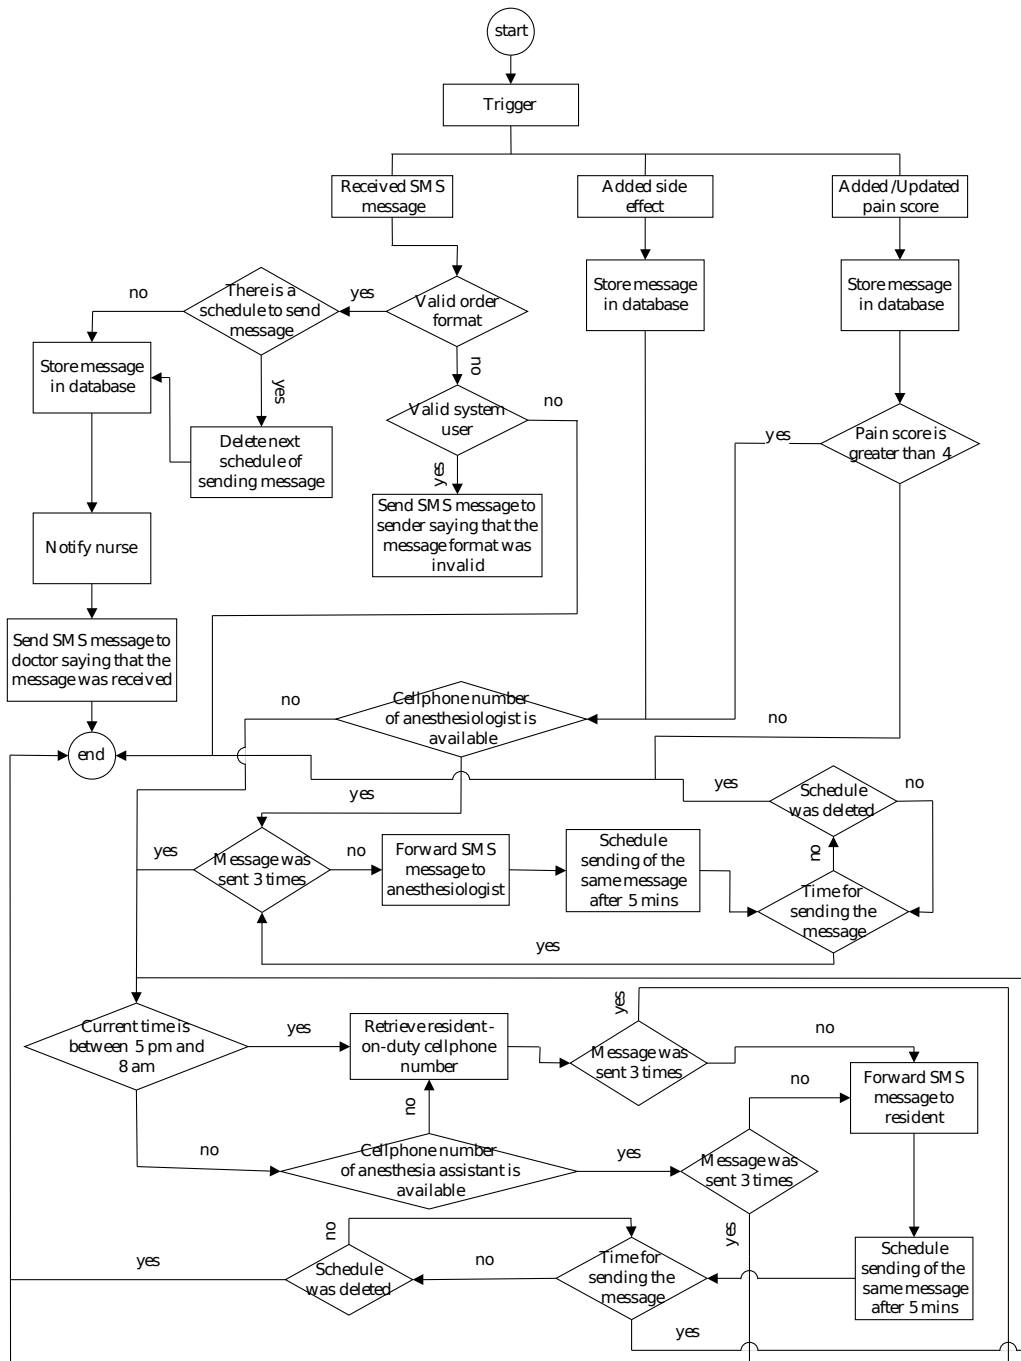 start
Trigger
Received SMS
message
Added side
effect
Added /Updated
pain score
no
There is a
schedule to send
message
yes
Valid order
format
Store message
in database
Store message
in database
Store message
in database
yes
no
Valid system
user
no
yes
Pain score is
greater than 4
Delete next
schedule of
sending message
yes
Send SMS message to
sender saying that the
message format was
invalid
Notify nurse
Send SMS message to
doctor saying that the
message was received
no
Cellphone number
of anesthesiologist is
available
no
end
yes
yes
Schedule
was deleted
no
yes
Message was
sent 3 times
no
Forward SMS
message to
anesthesiologist
Schedule
sending of the
same message
after 5 mins
no
Time for
sending the
message
yes
Current time is
between 5 pm and
8 am
yes
Retrieve resident -
on-duty cellphone
number
yes
Message was
sent 3 times
no
Forward SMS
message to
resident
no
no
no
Cellphone number
of anesthesia assistant is
available
yes
Message was
sent 3 times
yes
no
yes
Schedule
was deleted
no
Time for
sending the
message
Schedule
sending of the
same message
after 5 mins
yes